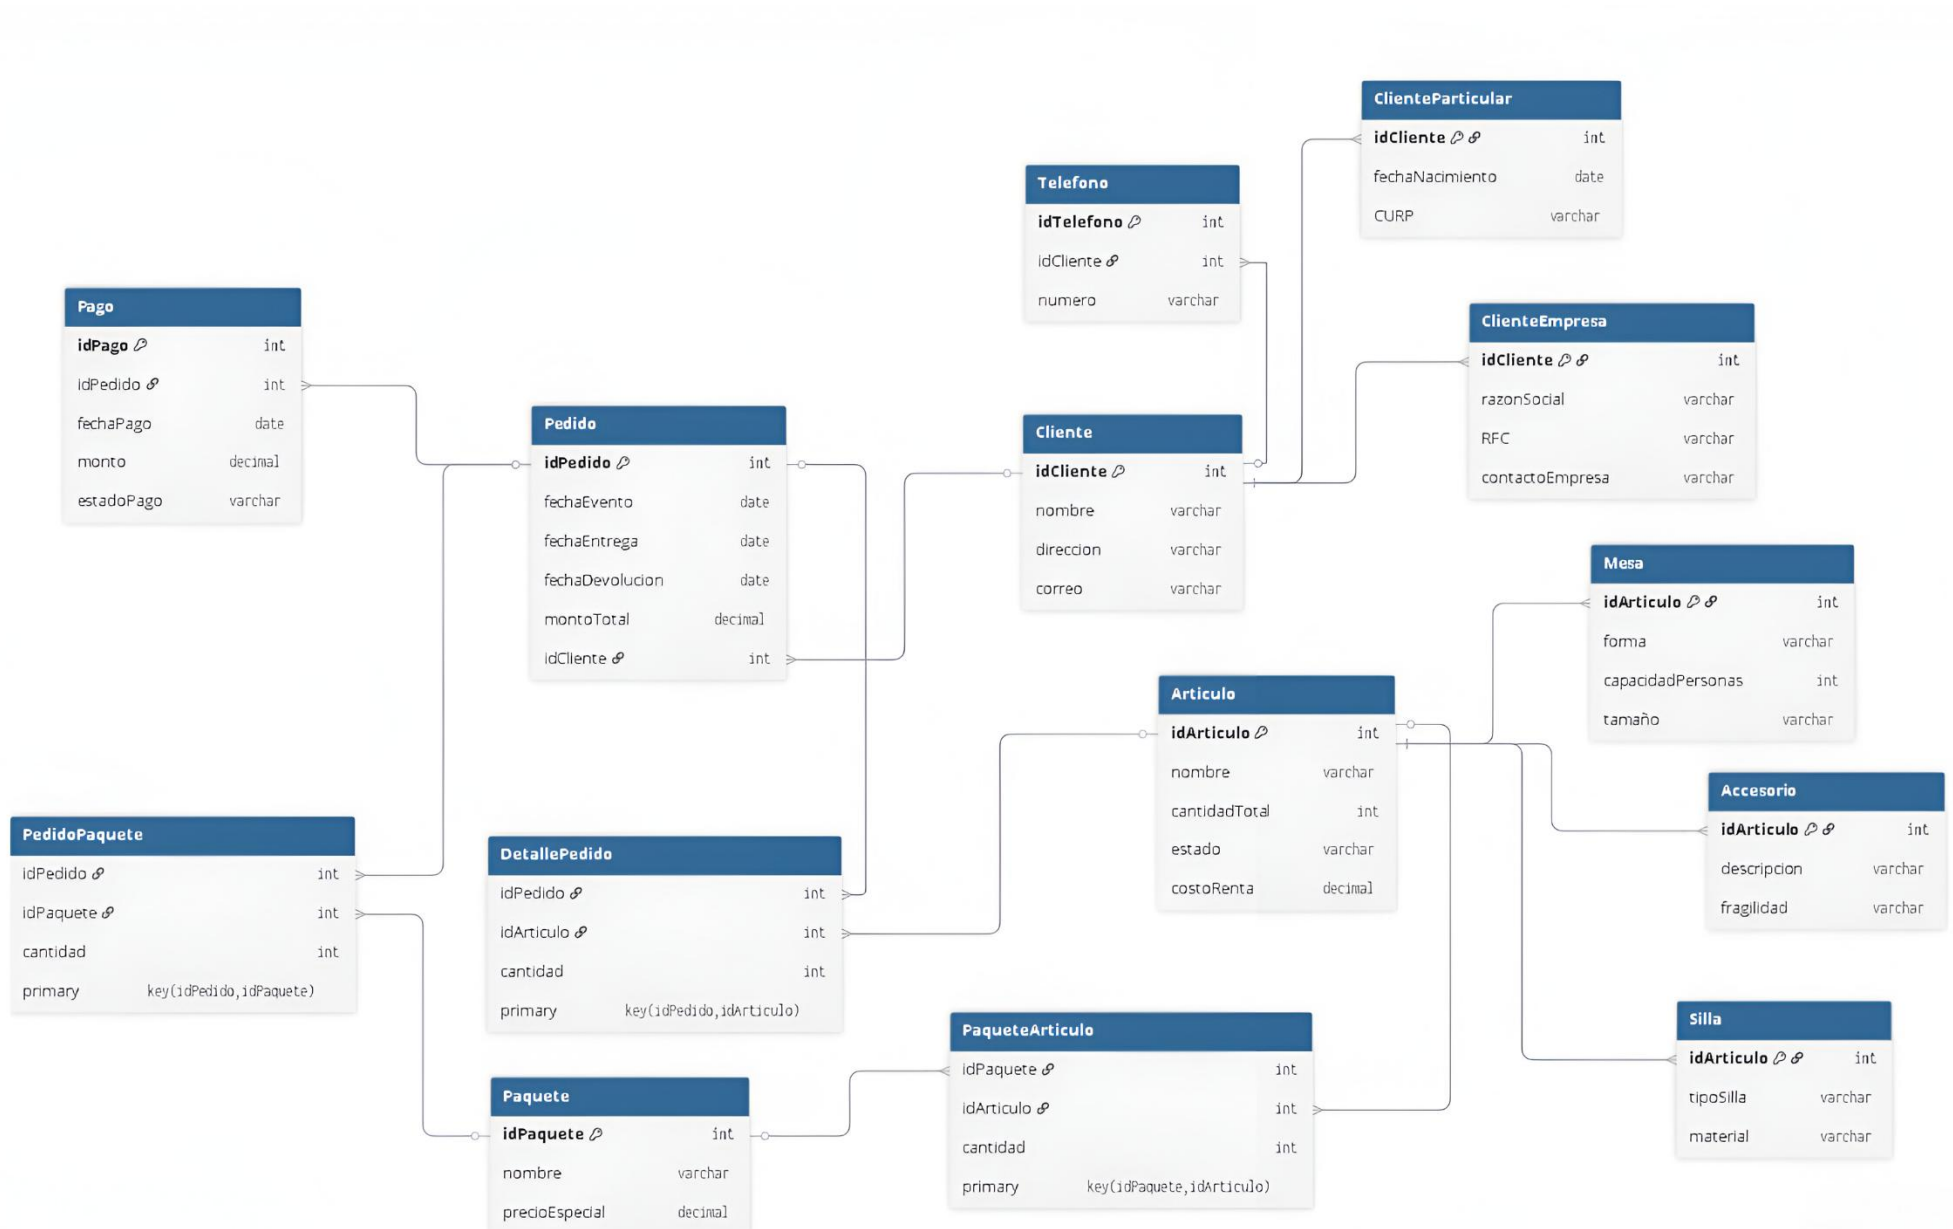 ClienteParticular
idCliente int
fechaNacimiento date
CURP varchar
Telefono
idTelefono int
idCliente int
numero varchar
Pago
idPago int
idPedido int
fechaPago date
monto decimal
estadoPago varchar
ClienteEmpresa
idCliente int
razonSocial varchar
RFC varchar
contactoEmpresa varchar
Pedido
idPedido int
fechaEvento date
fechaEntrega date
fechaDevolucion date
montoTotal decimal
idCliente int
Cliente
idCliente int
nombre varchar
direccion varchar
correo varchar
Mesa
idArticulo int
forma varchar
capacidadPersonas int
tamaño varchar
Articulo
idArticulo int
nombre varchar
cantidadTotal int
estado varchar
costoRenta decimal
Accesorio
idArticulo int
descripcion varchar
fragilidad varchar
PedidoPaquete
idPedido int
idPaquete int
cantidad int
primary key(idPedido,idPaquete)
DetallePedido
idPedido int
idArticulo int
cantidad int
primary key(idPedido,idArticulo)
Silla
idArticulo int
tipoSilla varchar
material varchar
PaqueteArticulo
idPaquete int
idArticulo int
cantidad int
primary key(idPaquete,idArticulo)
Paquete
idPaquete int
nombre varchar
precioEspecial decimal